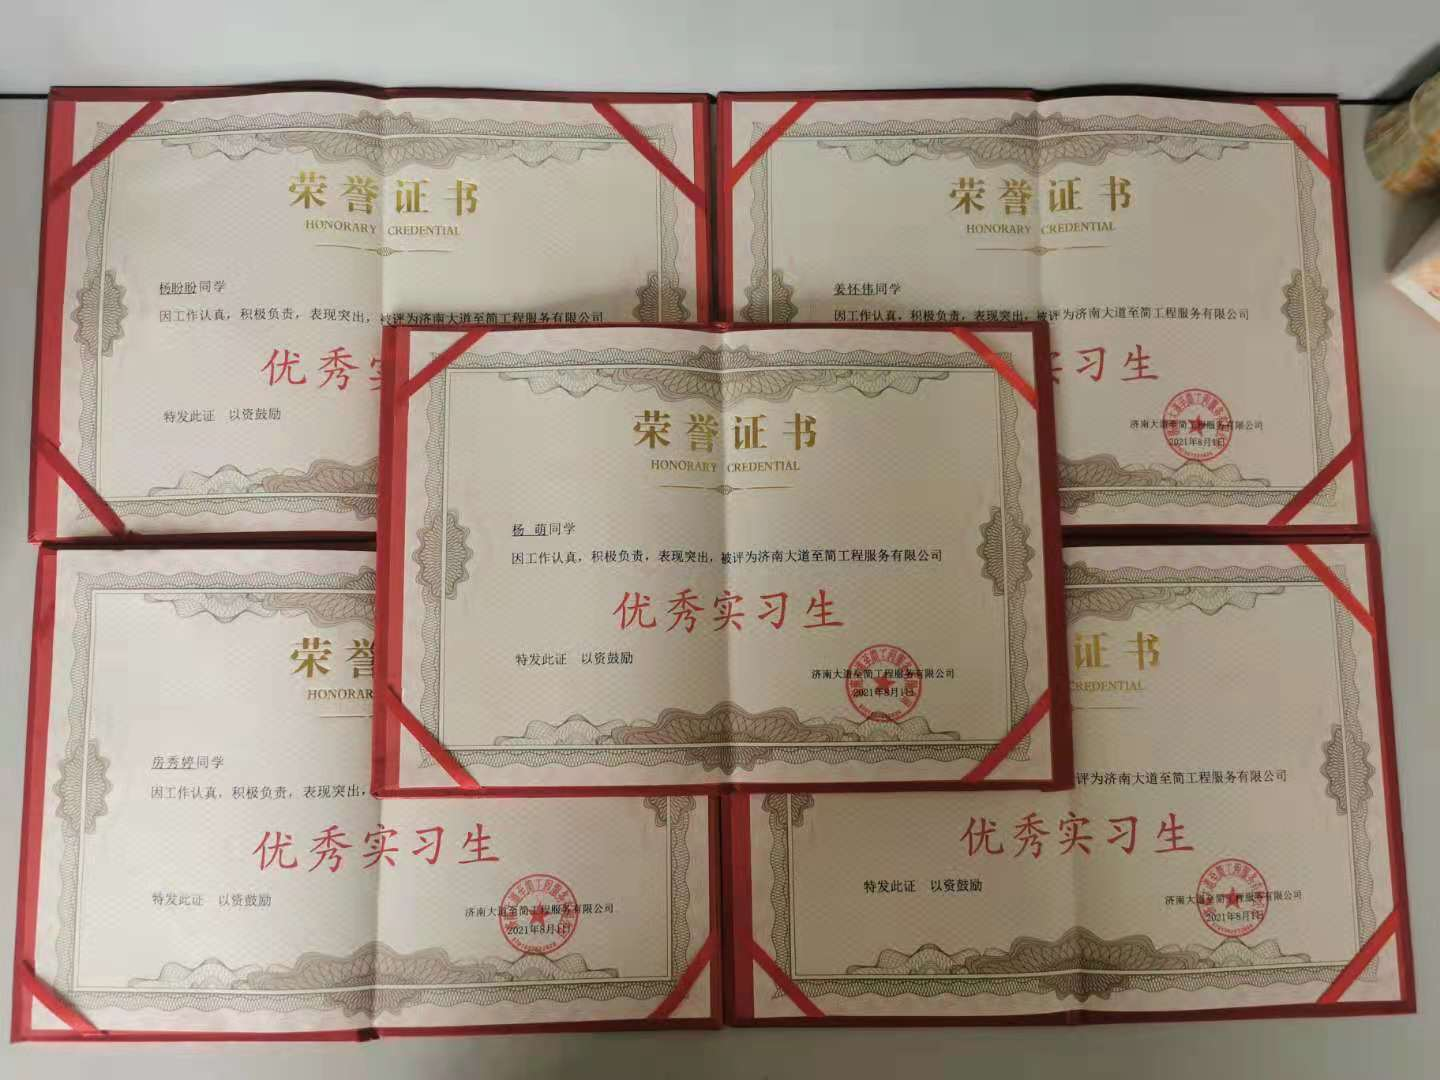 荣誉证书
HONORARY CREDENTIAL
杨盼盼同学
因工作认真，积极负责，表现突出，被评为济南大道至简工程服务有限公司
优秀
特发此证 以资鼓励
荣誉证书
HONORARY CREDENTIAL
姜怀伟同学
因工作认真，积极负责，表现突出，被评为济南大道至简工程服务有限公司
习生
济南大道至简工程服务有限公司
2021年8月1日
荣誉证书
HONORARY CREDENTIAL
杨 萌同学
因工作认真，积极负责，表现突出，被评为济南大道至简工程服务有限公司
优秀实习生
特发此证 以资鼓励
济南大道至简工程服务有限公司
2021年8月1日
荣誉
HONORARY
房秀婷同学
因工作认真，积极负责，表现突出，
优秀实习生
特发此证 以资鼓励
济南大道至简工程服务有限公司
2021年8月1日
证书
CREDENTIAL
评为济南大道至简工程服务有限公司
优秀实习生
特发此证 以资鼓励
济南大道至简工程服务有限公司
2021年8月1日